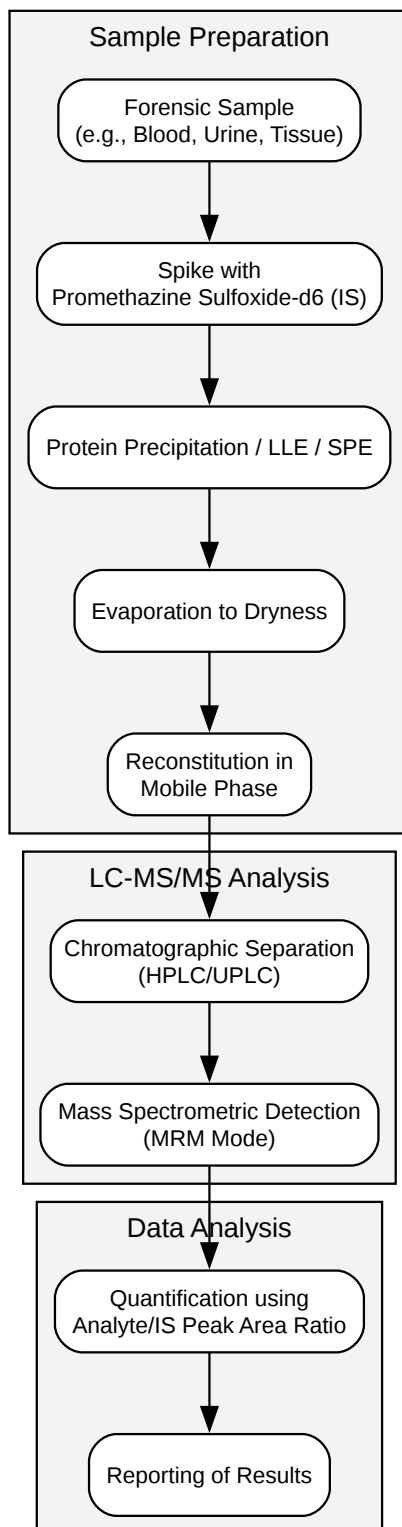 Sample Preparation
Forensic Sample
(e.g., Blood, Urine, Tissue)
Spike with
Promethazine Sulfoxide-d6 (IS)
Protein Precipitation / LLE / SPE
Evaporation to Dryness
Reconstitution in
Mobile Phase
LC-MS/MS Analysis
Chromatographic Separation
(HPLC/UPLC)
Mass Spectrometric Detection
(MRM Mode)
Data Analysis
Quantification using
Analyte/IS Peak Area Ratio
Reporting of Results